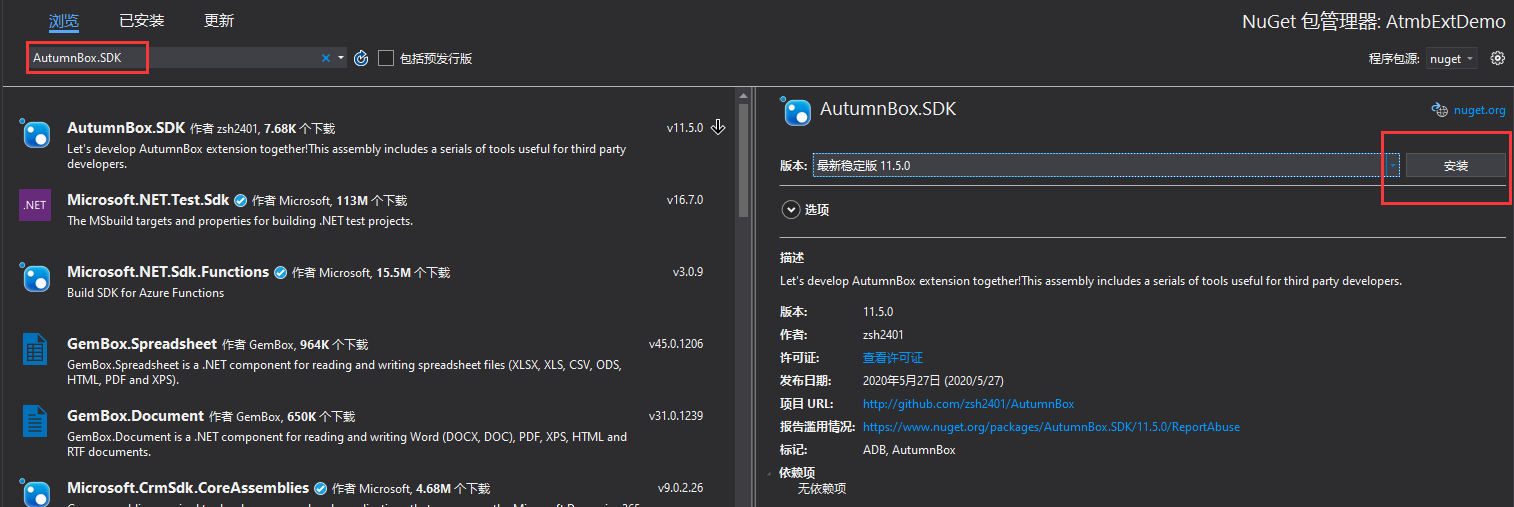 浏览 已安装 更新
NuGet 包管理器: AtmbExtDemo
AutumnBox.SDK
包括预发行版
程序包源: nuget
AutumnBox.SDK 作者 zsh2401, 7.68K 个下载
v11.5.0
Let's develop AutumnBox extension together!This assembly includes a serials of tools useful for third party
developers.
.NET
Microsoft.NET.Test.Sdk 作者 Microsoft, 113M 个下载
v16.7.0
The MSbuild targets and properties for building .NET test projects.
Microsoft.NET.Sdk.Functions 作者 Microsoft, 15.5M 个下载
v3.0.9
Build SDK for Azure Functions
GemBox.Spreadsheet 作者 GemBox, 964K 个下载
v45.0.1206
GemBox.Spreadsheet is a .NET component for reading and writing spreadsheet files (XLSX, XLS, CSV, ODS,
HTML, PDF and XPS).
GemBox.Document 作者 GemBox, 650K 个下载
v31.0.1239
GemBox.Document is a .NET component for reading and writing Word (DOCX, DOC), PDF, XPS, HTML and
RTF documents.
Microsoft.CrmSdk.CoreAssemblies 作者 Microsoft, 4.68M 个下载
v9.0.2.26
AutumnBox.SDK
nuget.org
版本: 最新稳定版 11.5.0
安装
选项
描述
Let's develop AutumnBox extension together!This assembly includes a serials of tools useful for third party developers.
版本: 11.5.0
作者: zsh2401
许可证: 查看许可证
发布日期: 2020年5月27日 (2020/5/27)
项目 URL: http://github.com/zsh2401/AutumnBox
报告滥用情况: https://www.nuget.org/packages/AutumnBox.SDK/11.5.0/ReportAbuse
标记: ADB, AutumnBox
依赖项
无依赖项